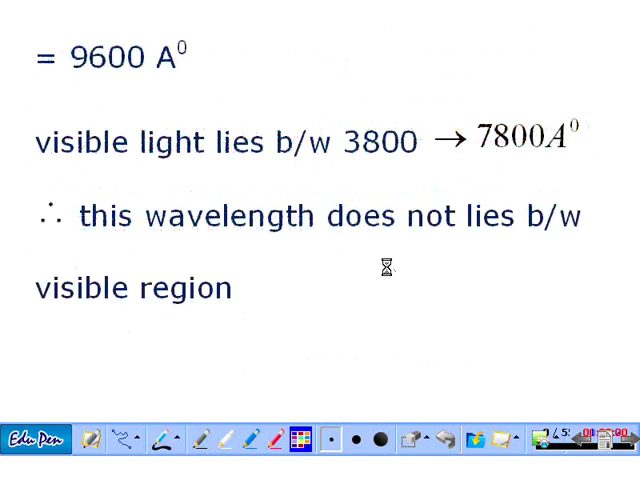 = 9600 A⁰
visible light lies b/w 3800 → 7800A⁰
∴ this wavelength does not lies b/w
visible region
Edu Pen